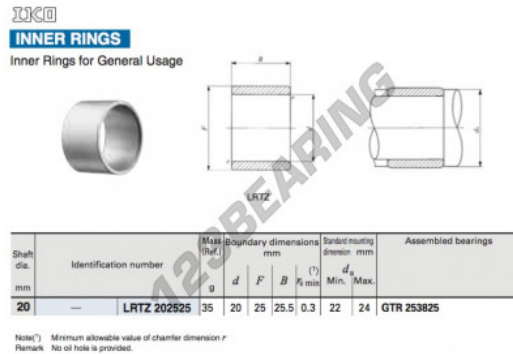 IKO
INNER RINGS
Inner Rings for General Usage
B
F
r
r
d
dₐ
LRTZ
123BEARING
Shaft dia. mm
Identification number
Mass (Ref.) g
Boundary dimensions mm
d F B rs min (1)
Standard mounting dimension mm
da
Min. Max.
Assembled bearings
20 — LRTZ 202525 35 20 25 25.5 0.3 22 24 GTR 253825
Note(1) Minimum allowable value of chamfer dimension r
Remark No oil hole is provided.